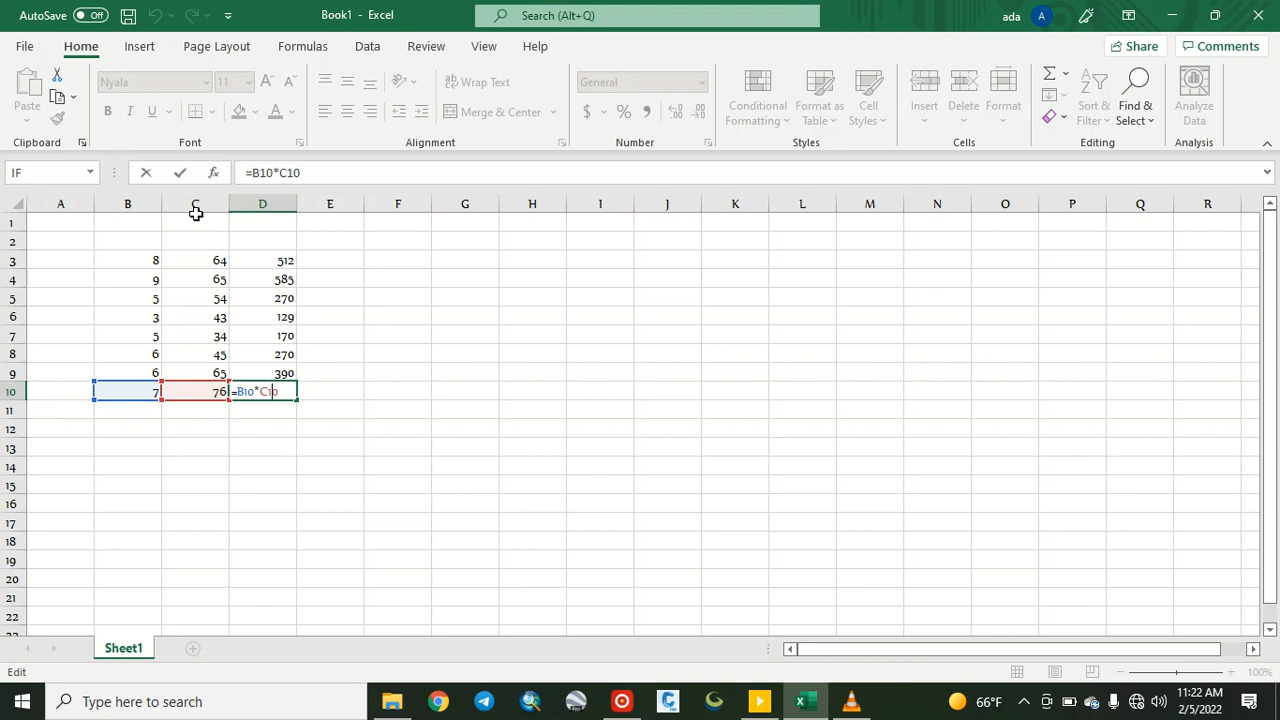 AutoSave Off Book1 - Excel Search (Alt+Q) ada A
File Home Insert Page Layout Formulas Data Review View Help Share Comments
Paste Nyala 11 A A Wrap Text General Conditional Formatting Format as Table Cell Styles Insert Delete Format Sort & Filter Find & Select Analyze Data
B I U A Merge & Center $ %
Clipboard Font Alignment Number Styles Cells Editing Analysis
IF fx =B10*C10
A B C D E F G H I J K L M N O P Q R
1
2
3 8 64 512
4 9 65 585
5 5 54 270
6 3 43 129
7 5 34 170
8 6 45 270
9 6 65 390
10 7 76 =B10*C10
11
12
13
14
15
16
17
18
19
20
21
22
23
Sheet1
Edit 100%
Type here to search 66°F 11:22 AM
2/5/2022